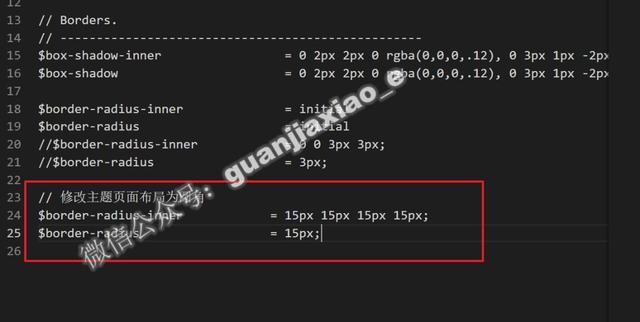 12
13 // Borders.
14 // --------------------------------------------------
15 $box-shadow-inner = 0 2px 2px 0 rgba(0,0,0,.12), 0 3px 1px -2px
16 $box-shadow = 0 2px 2px 0 rgba(0,0,0,.12), 0 3px 1px -2px
17
18 $border-radius-inner = initial
19 $border-radius = initial
20 //$border-radius-inner = 0 0 3px 3px;
21 //$border-radius = 3px;
22
23 // 修改主题页面布局为圆角
24 $border-radius-inner = 15px 15px 15px 15px;
25 $border-radius = 15px;
26
微信公众号：guanjiaxiao_e